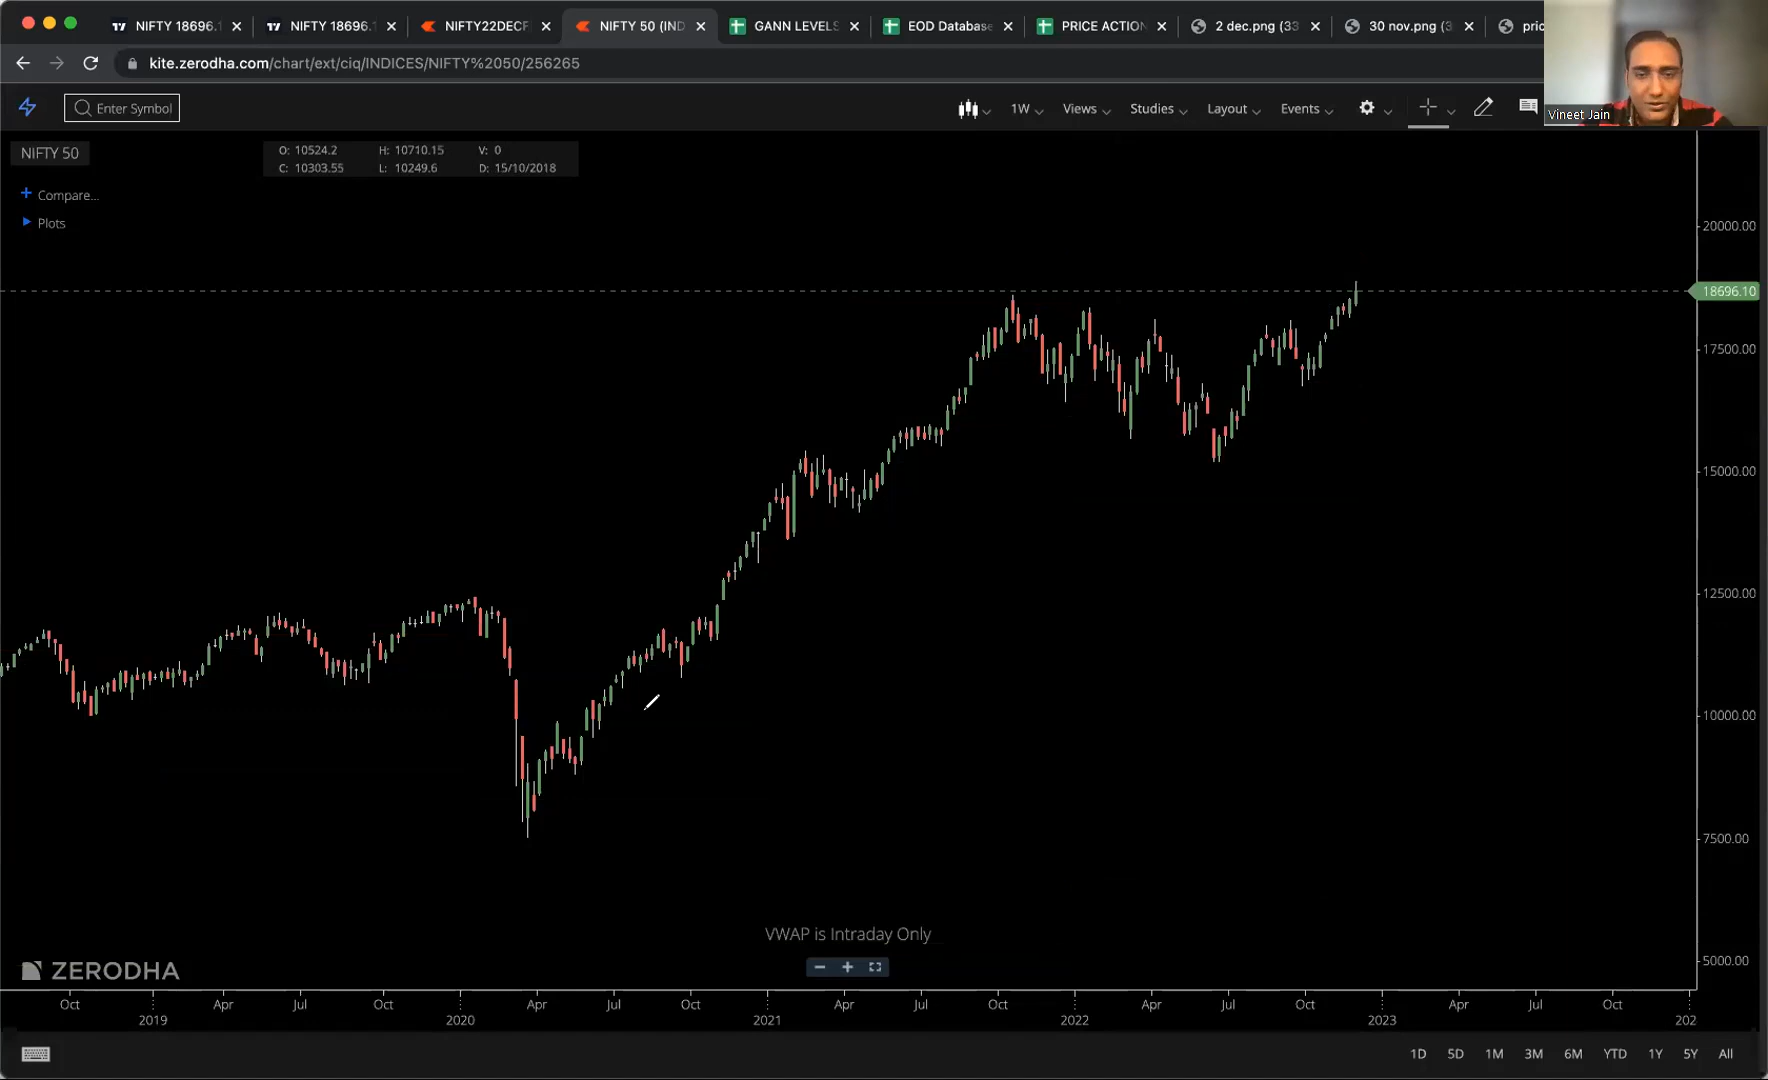 NIFTY 18696.1
NIFTY 18696.
NIFTY22DECF
NIFTY 50 (IND
GANN LEVELS
EOD Database
PRICE ACTION
2 dec.png (33
30 nov.png (3
pric
kite.zerodha.com/chart/ext/ciq/INDICES/NIFTY%2050/256265
Enter Symbol
1W
Views
Studies
Layout
Events
Vineet Jain
NIFTY 50
O: 10524.2 H: 10710.15 V: 0
C: 10303.55 L: 10249.6 D: 15/10/2018
+ Compare...
Plots
20000.00
18696.10
17500.00
15000.00
12500.00
10000.00
7500.00
5000.00
VWAP is Intraday Only
ZERODHA
Oct Apr Jul Oct Apr Jul Oct Apr Jul Oct Apr Jul Oct Apr Jul Oct
2019 2020 2021 2022 2023 202
1D 5D 1M 3M 6M YTD 1Y 5Y All